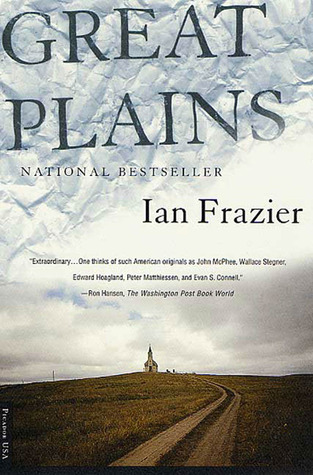 GREAT
PLAINS
NATIONAL BESTSELLER
Ian Frazier
"Extraordinary...One thinks of such American originals as John McPhee, Wallace Stegner,
Edward Hoagland, Peter Matthiessen, and Evan S. Connell."
—Ron Hansen, The Washington Post Book World
PICADOR USA